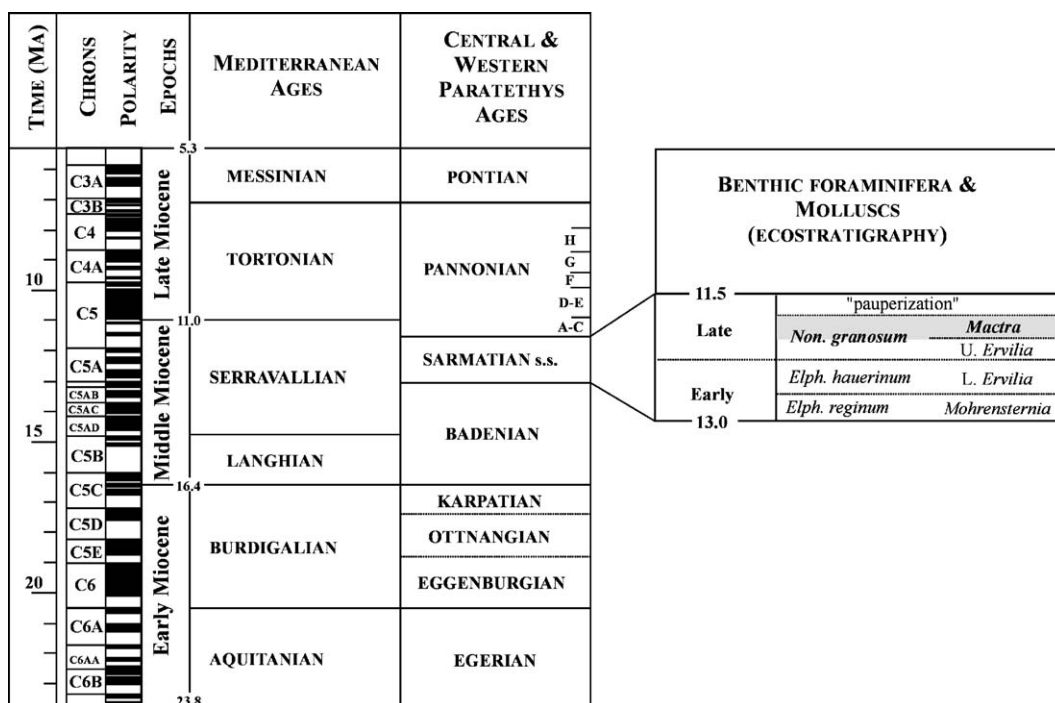 TIME (MA)
CHRONS
POLARITY
EPOCHS
MEDITERRANEAN
AGES
CENTRAL &
WESTERN
PARATETHYS
AGES
10
15
20
C3A
C3B
C4
C4A
C5
C5A
C5AB
C5AC
C5AD
C5B
C5C
C5D
C5E
C6
C6A
C6AA
C6B
Late Miocene
Middle Miocene
Early Miocene
5.3
11.0
16.4
23.8
MESSINIAN
TORTONIAN
SERRAVALLIAN
LANGHIAN
BURDIGALIAN
AQUITANIAN
PONTIAN
PANNONIAN
H
G
F
D-E
A-C
SARMATIAN s.s.
BADENIAN
KARPATIAN
OTTNANGIAN
EGGENBURGIAN
EGERIAN
BENTHIC FORAMINIFERA &
MOLLUSCS
(ECOSTRATIGRAPHY)
11.5
Late
Early
13.0
"pauperization"
Non. granosum
Mactra
U. Ervilia
Elph. hauerinum
L. Ervilia
Elph. reginum
Mohrensternia